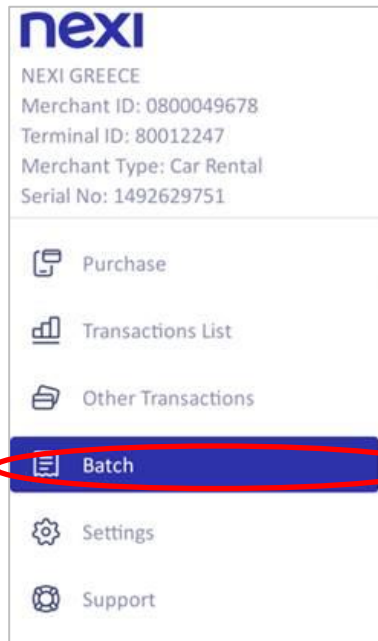 nexi
NEXI GREECE
Merchant ID: 0800049678
Terminal ID: 80012247
Merchant Type: Car Rental
Serial No: 1492629751
Purchase
Transactions List
Other Transactions
Batch
Settings
Support